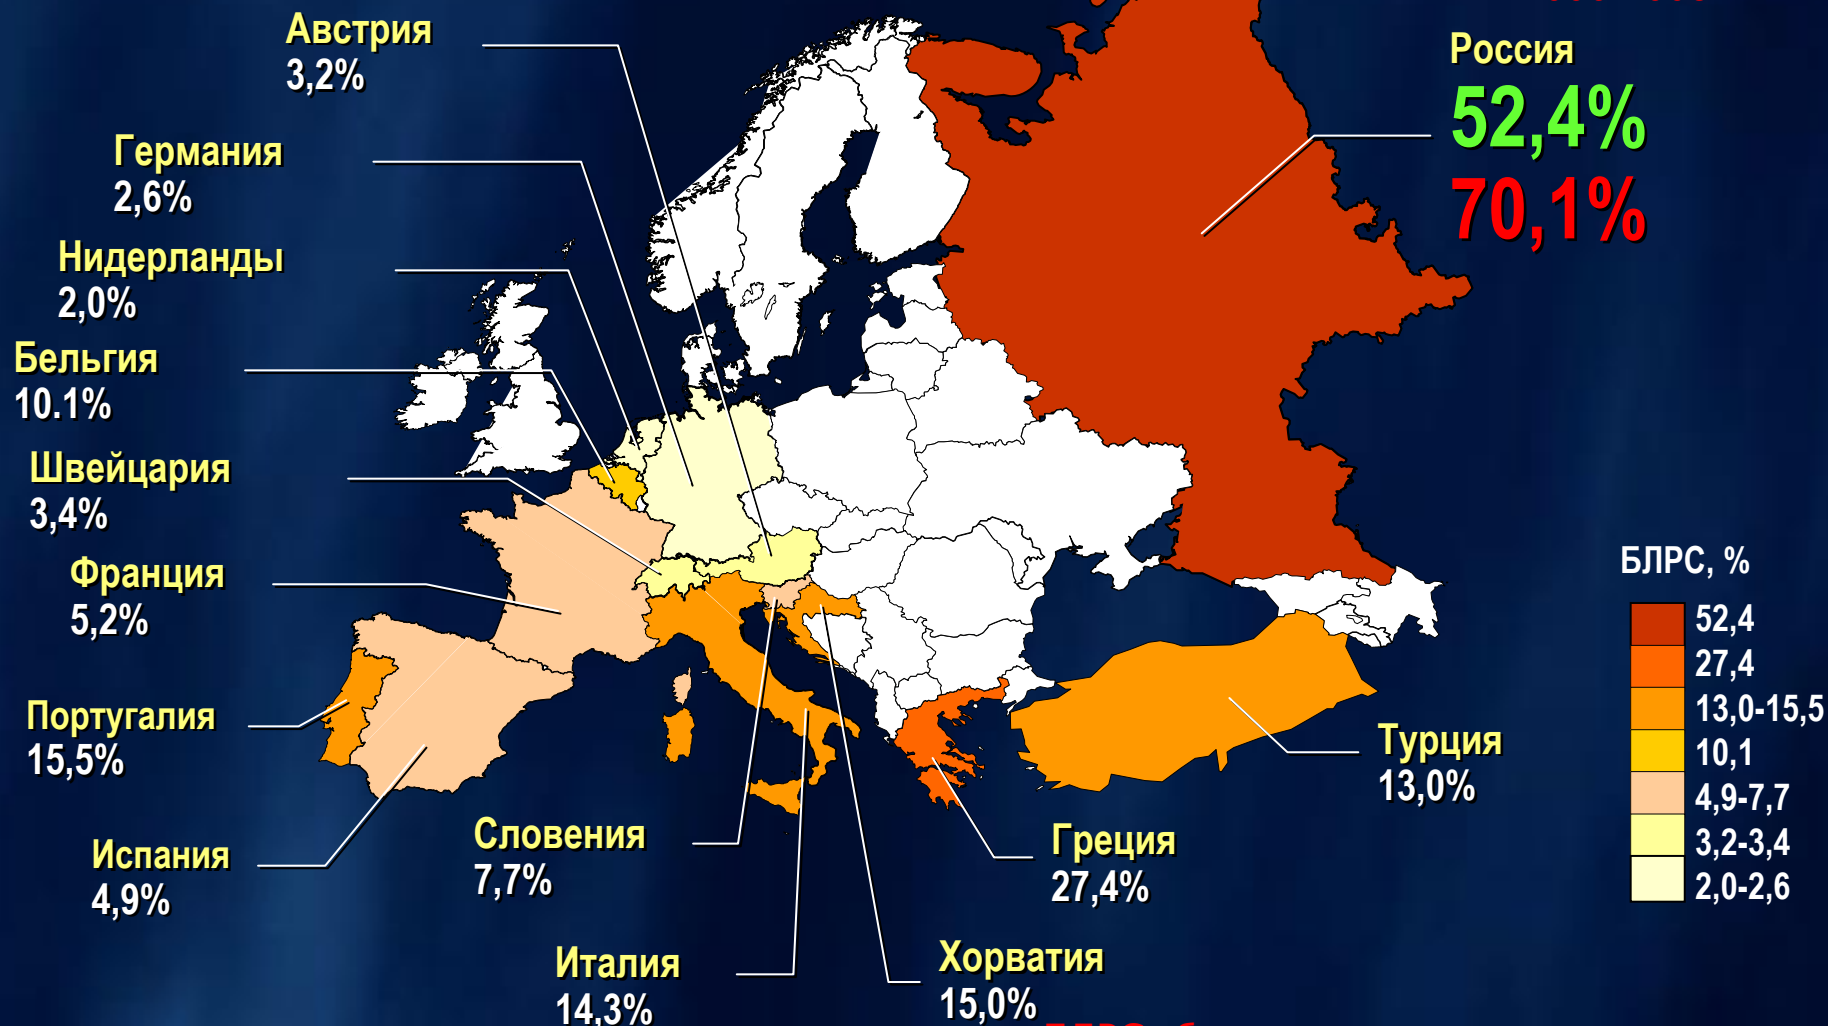 Австрия
3,2%
Германия
2,6%
Нидерланды
2,0%
Бельгия
10.1%
Швейцария
3,4%
Франция
5,2%
Португалия
15,5%
Испания
4,9%
Словения
7,7%
Италия
14,3%
Хорватия
15,0%
Греция
27,4%
Турция
13,0%
Россия
52,4%
70,1%
БЛРС, %
52,4
27,4
13,0-15,5
10,1
4,9-7,7
3,2-3,4
2,0-2,6